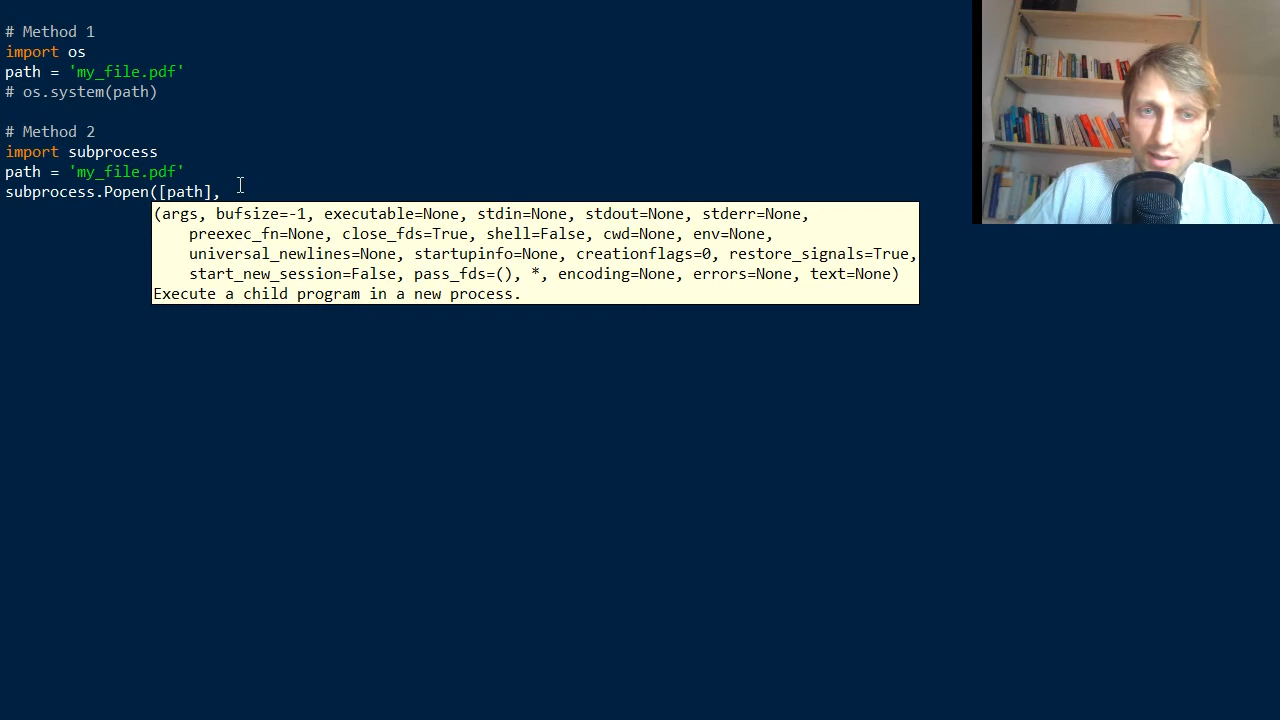 # Method 1
import os
path = 'my_file.pdf'
# os.system(path)
# Method 2
import subprocess
path = 'my_file.pdf'
subprocess.Popen([path],
(args, bufsize=-1, executable=None, stdin=None, stdout=None, stderr=None,
preexec_fn=None, close_fds=True, shell=False, cwd=None, env=None,
universal_newlines=None, startupinfo=None, creationflags=0, restore_signals=True,
start_new_session=False, pass_fds=(), *, encoding=None, errors=None, text=None)
Execute a child program in a new process.